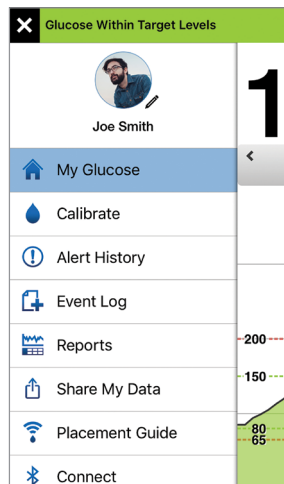 Glucose Within Target Levels
Joe Smith
1
My Glucose
Calibrate
Alert History
Event Log
Reports
200
Share My Data
150
Placement Guide
80
65
Connect